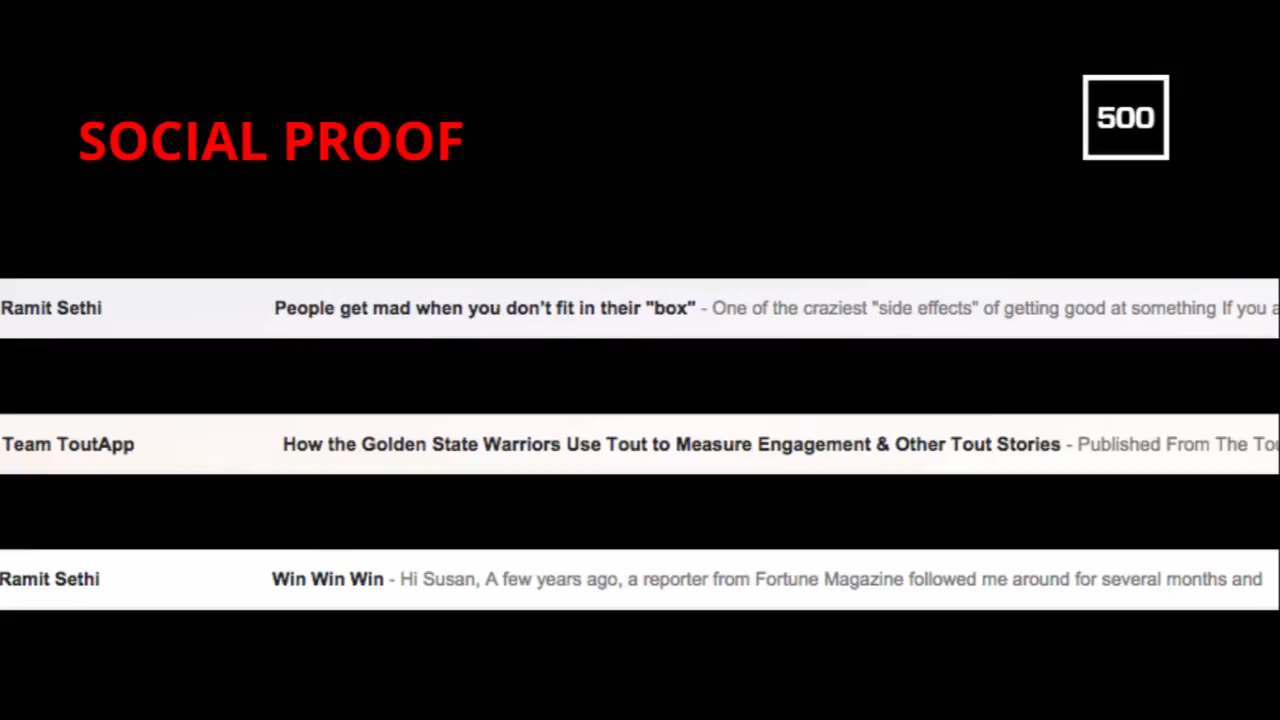 SOCIAL PROOF
500
Ramit Sethi People get mad when you don’t fit in their "box" - One of the craziest "side effects" of getting good at something If you a
Team ToutApp How the Golden State Warriors Use Tout to Measure Engagement & Other Tout Stories - Published From The Tou
Ramit Sethi Win Win Win - Hi Susan, A few years ago, a reporter from Fortune Magazine followed me around for several months and